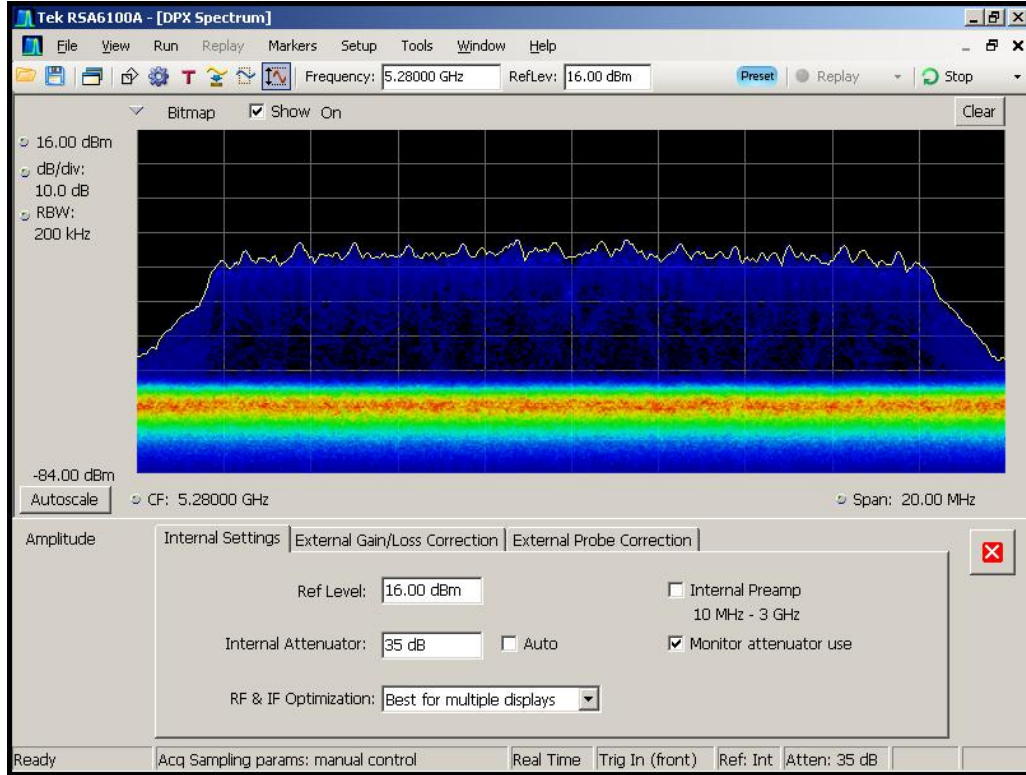 Tek RSA6100A - [DPX Spectrum]
File View Run Replay Markers Setup Tools Window Help
T Frequency: 5.28000 GHz RefLev: 16.00 dBm Preset Replay Stop
Bitmap Show On Clear
16.00 dBm
dB/div:
10.0 dB
RBW:
200 kHz
-84.00 dBm
Autoscale CF: 5.28000 GHz Span: 20.00 MHz
Amplitude Internal Settings External Gain/Loss Correction External Probe Correction
Ref Level: 16.00 dBm Internal Preamp
10 MHz - 3 GHz
Internal Attenuator: 35 dB Auto Monitor attenuator use
RF & IF Optimization: Best for multiple displays
Ready Acq Sampling params: manual control Real Time Trig In (front) Ref: Int Atten: 35 dB